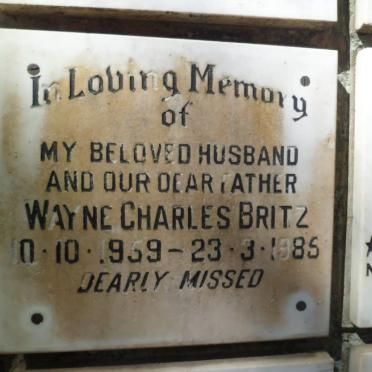 In Loving Memory
of
MY BELOVED HUSBAND
AND OUR DEAR FATHER
WAYNE CHARLES BRITZ
10·10·1959–23·3·1985
DEARLY MISSED